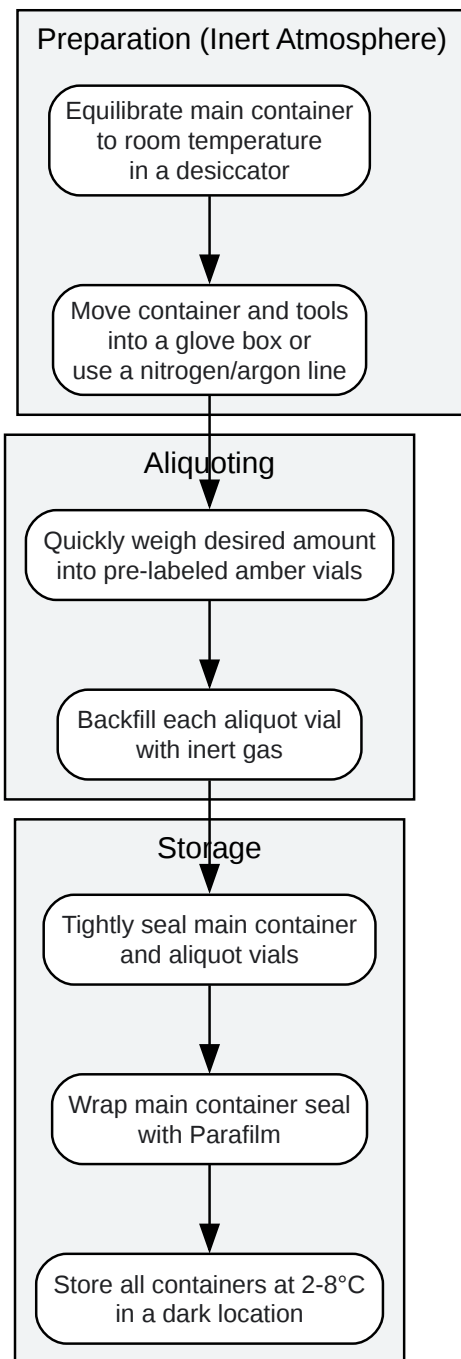 Preparation (Inert Atmosphere)
Equilibrate main container
to room temperature
in a desiccator
Move container and tools
into a glove box or
use a nitrogen/argon line
Aliquoting
Quickly weigh desired amount
into pre-labeled amber vials
Backfill each aliquot vial
with inert gas
Storage
Tightly seal main container
and aliquot vials
Wrap main container seal
with Parafilm
Store all containers at 2-8°C
in a dark location